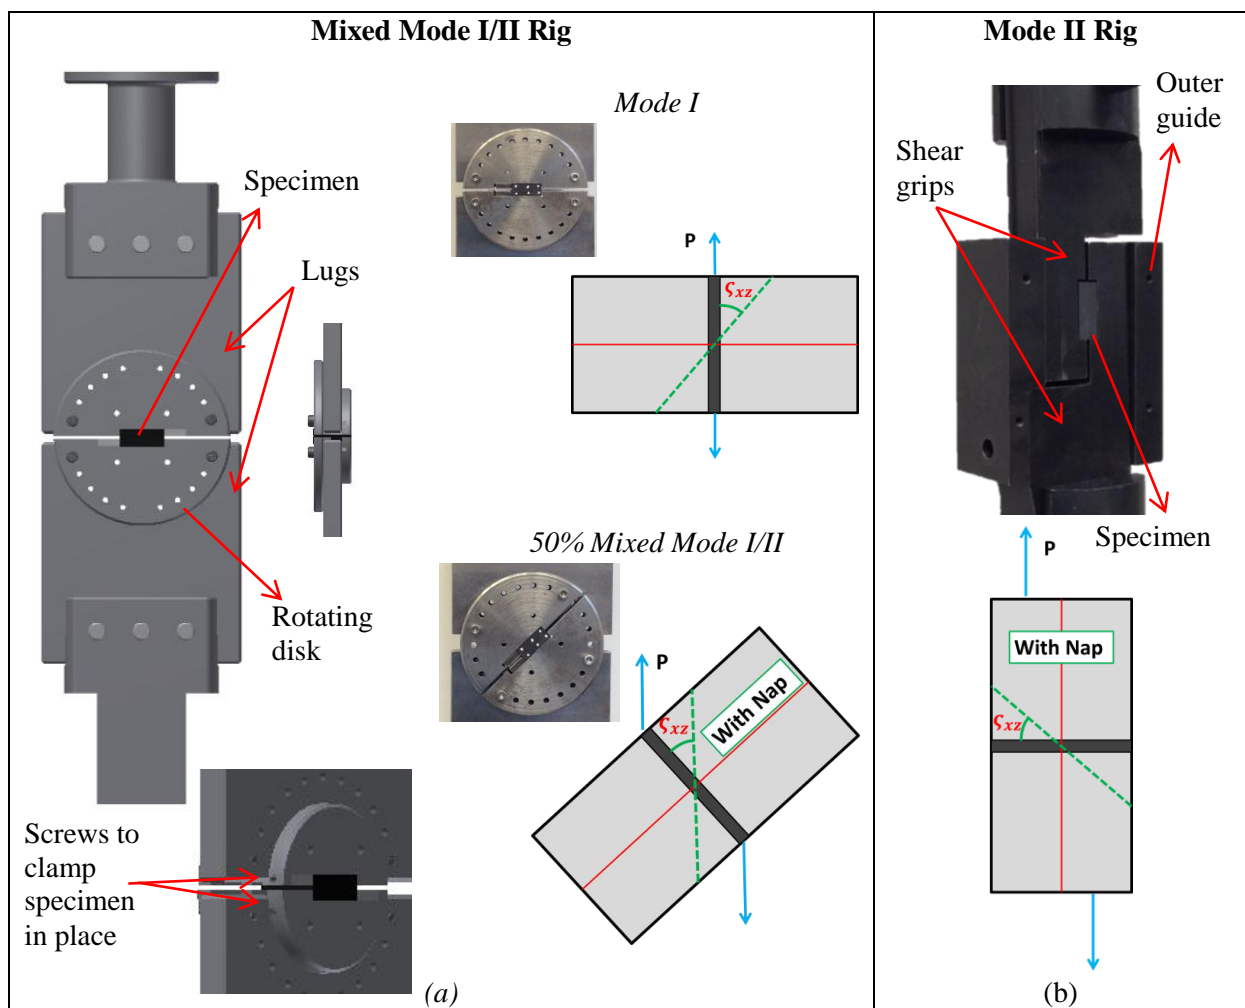 Mixed Mode I/II Rig
Mode II Rig
Mode I
Specimen
Lugs
P
ςxz
Rotating
disk
50% Mixed Mode I/II
P
ςxz
With Nap
Screws to
clamp
specimen
in place
(a)
Outer
guide
Shear
grips
Specimen
P
With Nap
ςxz
(b)